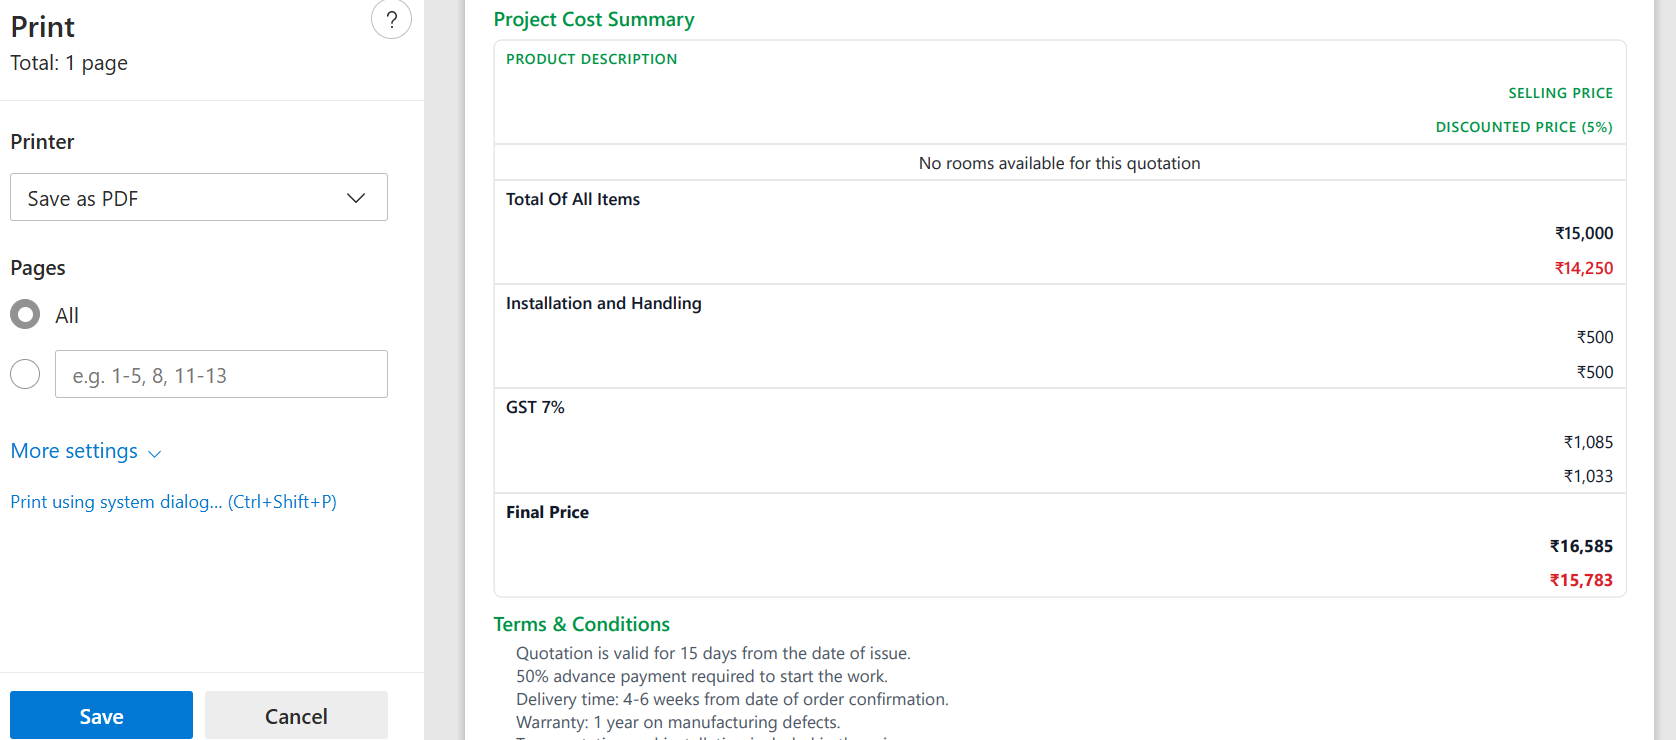 Print
?
Total: 1 page
Printer
Save as PDF
Pages
All
e.g. 1-5, 8, 11-13
More settings
Print using system dialog... (Ctrl+Shift+P)
Save
Cancel
Project Cost Summary
PRODUCT DESCRIPTION
SELLING PRICE
DISCOUNTED PRICE (5%)
No rooms available for this quotation
Total Of All Items
₹15,000
₹14,250
Installation and Handling
₹500
₹500
GST 7%
₹1,085
₹1,033
Final Price
₹16,585
₹15,783
Terms & Conditions
Quotation is valid for 15 days from the date of issue.
50% advance payment required to start the work.
Delivery time: 4-6 weeks from date of order confirmation.
Warranty: 1 year on manufacturing defects.